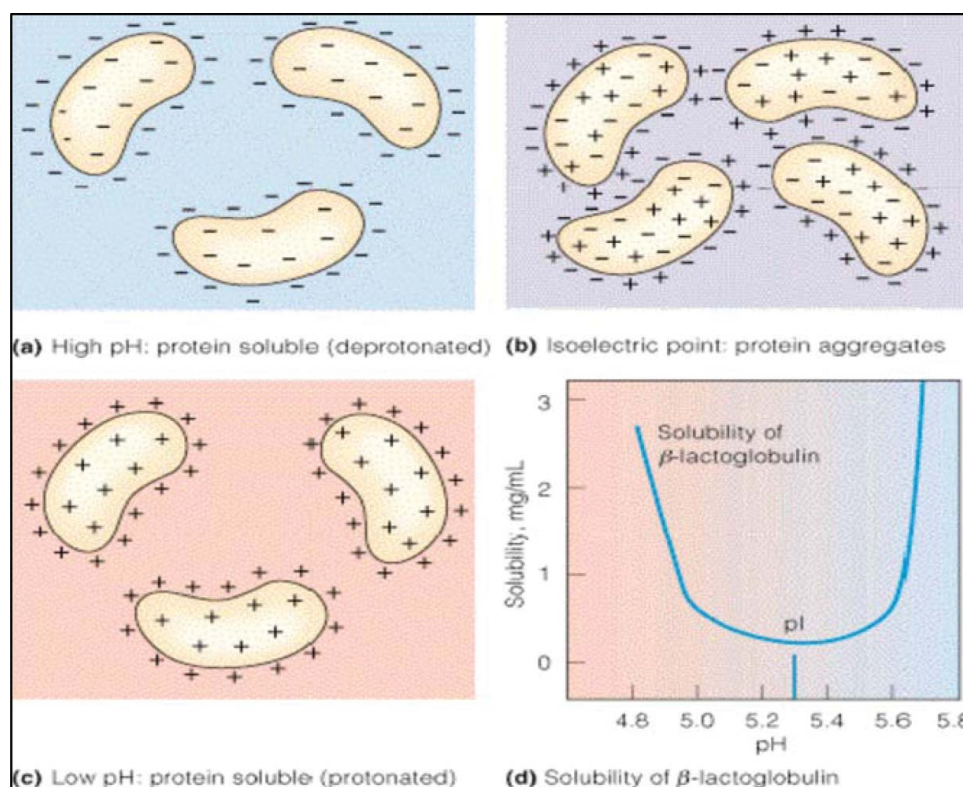 (a) High pH: protein soluble (deprotonated)
(b) Isoelectric point: protein aggregates
(c) Low pH: protein soluble (protonated)
3
2
1
0
Solubility, mg/mL
Solubility of
β-lactoglobulin
pI
4.8 5.0 5.2 5.4 5.6 5.8
pH
(d) Solubility of β-lactoglobulin